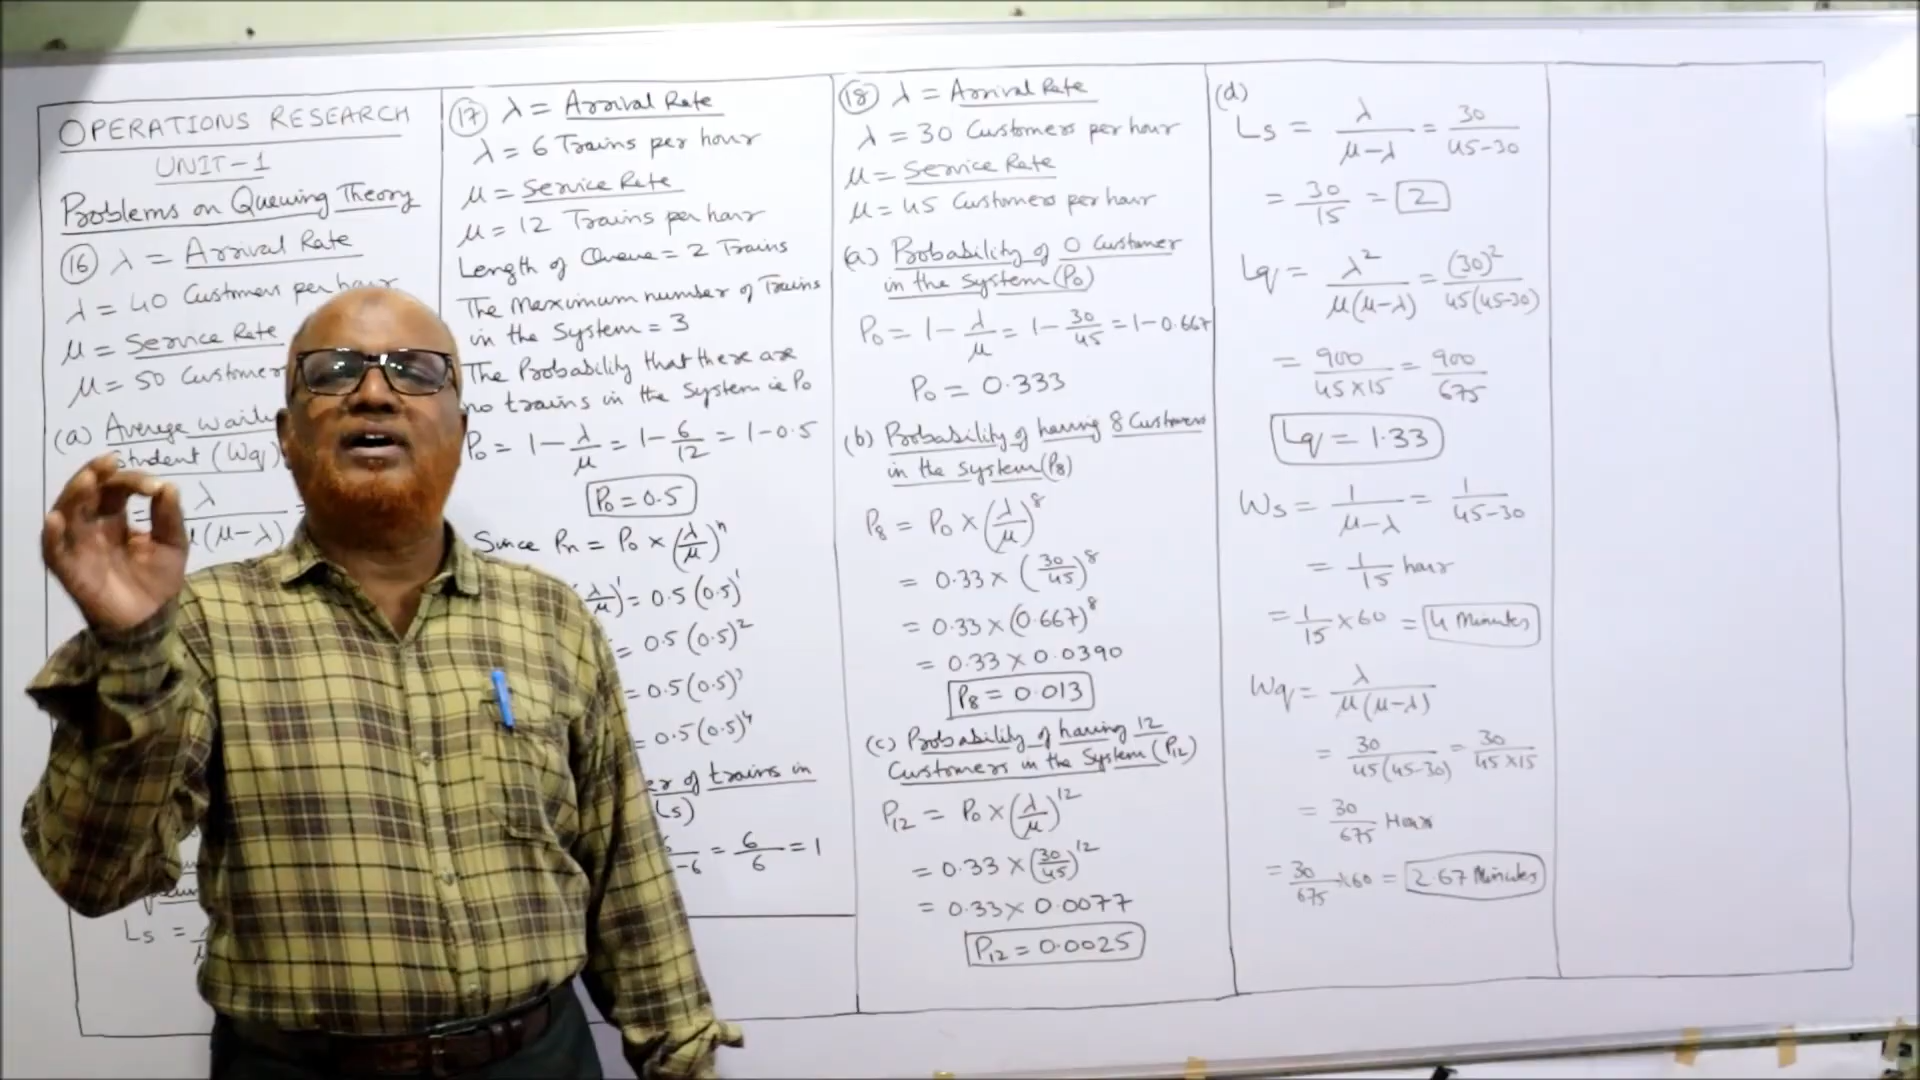 OPERATIONS RESEARCH
UNIT-1
Problems on Queuing Theory
(16) λ = Arrival Rate
λ = 40 Customers per hour
μ = Service Rate
μ = 50 Customer
(a) Average
Student (Wq)
= λ
μ(μ-λ) =
Ls =
(17) λ = Arrival Rate
λ = 6 Trains per hour
μ = Service Rate
μ = 12 Trains per hour
Length of Queue = 2 Trains
The Maximum number of Trains
in the System = 3
The Probability that there are
no trains in the System is P0
P0 = 1 - λ/μ = 1 - 6/12 = 1 - 0.5
P0 = 0.5
Since Pn = P0 × (λ/μ)^n
(λ/μ)^1 = 0.5 (0.5)^1
= 0.5 (0.5)^2
= 0.5 (0.5)^3
= 0.5 (0.5)^4
er of trains in
Ls)
-6 = 6/6 = 1
(18) λ = Arrival Rate
λ = 30 Customers per hour
μ = Service Rate
μ = 45 Customers per hour
(a) Probability of 0 Customer
in the System (P0)
P0 = 1 - λ/μ = 1 - 30/45 = 1 - 0.667
P0 = 0.333
(b) Probability of having 8 Customers
in the System (P8)
P8 = P0 × (λ/μ)^8
= 0.33 × (30/45)^8
= 0.33 × (0.667)^8
= 0.33 × 0.0390
P8 = 0.013
(c) Probability of having 12
Customers in the System (P12)
P12 = P0 × (λ/μ)^12
= 0.33 × (30/45)^12
= 0.33 × 0.0077
P12 = 0.0025
(d)
Ls = λ/(μ-λ) = 30/(45-30)
= 30/15 = 2
Lq = λ^2/(μ(μ-λ)) = (30)^2/(45(45-30))
= 900/(45×15) = 900/675
Lq = 1.33
Ws = 1/(μ-λ) = 1/(45-30)
= 1/15 hour
= 1/15 × 60 = 4 Minutes
Wq = λ/(μ(μ-λ))
= 30/(45(45-30)) = 30/(45×15)
= 30/675 Hour
= 30/675 × 60 = 2.67 Minutes